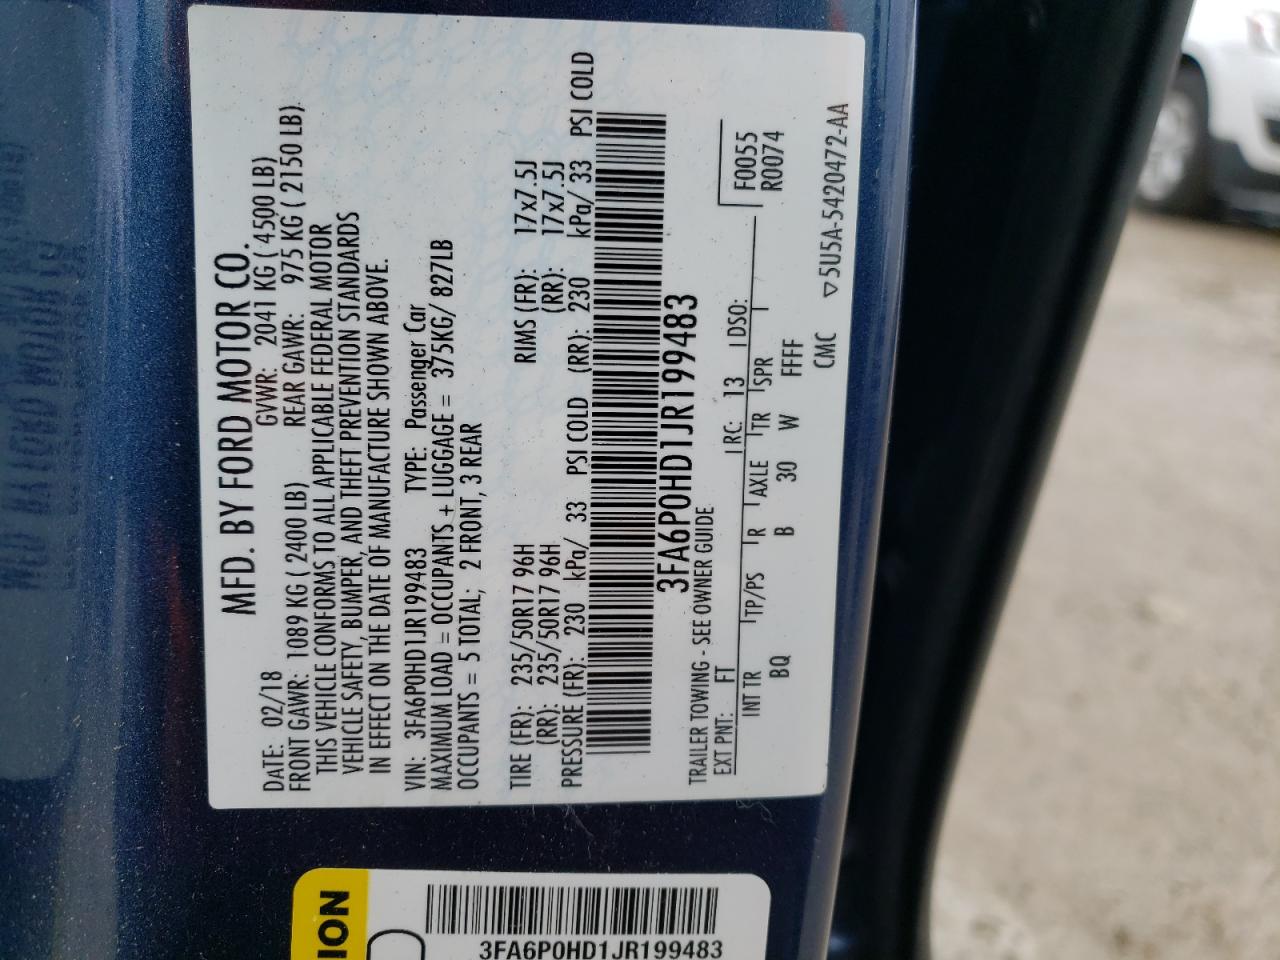 MFD. BY FORD MOTOR CO.
DATE: 02/18 GVWR: 2041 KG ( 4500 LB)
FRONT GAWR: 1089 KG ( 2400 LB) REAR GAWR: 975 KG ( 2150 LB)
THIS VEHICLE CONFORMS TO ALL APPLICABLE FEDERAL MOTOR
VEHICLE SAFETY, BUMPER, AND THEFT PREVENTION STANDARDS
IN EFFECT ON THE DATE OF MANUFACTURE SHOWN ABOVE.
VIN: 3FA6P0HD1JR199483 TYPE: Passenger Car
MAXIMUM LOAD = OCCUPANTS + LUGGAGE = 375KG/ 827LB
OCCUPANTS = 5 TOTAL; 2 FRONT, 3 REAR
TIRE (FR): 235/50R17 96H RIMS (FR): 17x7.5J
(RR): 235/50R17 96H (RR): 17x7.5J
PRESSURE (FR): 230 kPa/ 33 PSI COLD (RR): 230 kPa/ 33 PSI COLD
3FA6P0HD1JR199483
TRAILER TOWING - SEE OWNER GUIDE F0055
EXT PNT: FT RC: 13 DSO: R0074
INT TR TP/PS R AXLE TR SPR
BQ B 30 W FFFF
CMC ▽5U5A-5420472-AA
ION
3FA6P0HD1JR199483